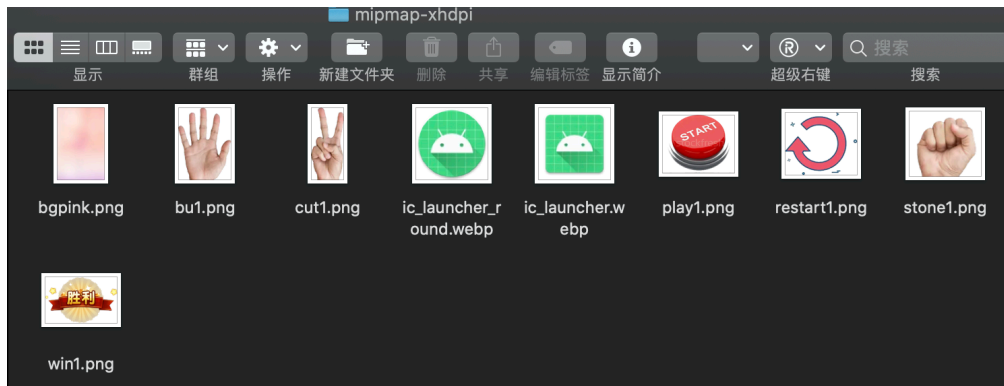 mipmap-xhdpi
搜索
显示
群组
操作
新建文件夹
删除
共享
编辑标签
显示简介
超级右键
搜索
START
bgpink.png
bu1.png
cut1.png
ic_launcher_r
ound.webp
ic_launcher.w
ebp
play1.png
restart1.png
stone1.png
胜利
win1.png